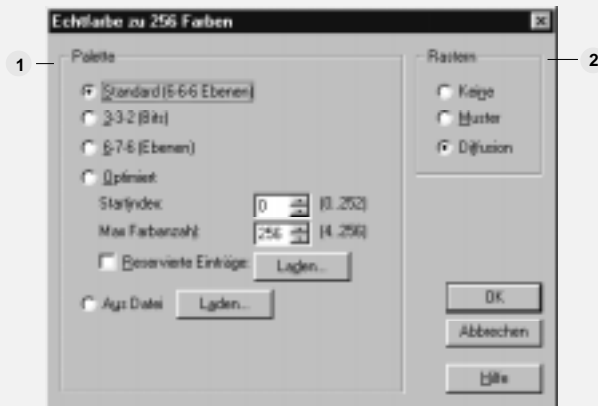 Echtfarbe zu 256 Farben
1
Palette
Standard (6-6-6 Ebenen)
3-3-2 (Bits)
6-7-6 (Ebenen)
Optimiert
Startindex:
0
(0..252)
Max Farbanzahl:
256
(4..256)
Reservierte Einträge:
Laden...
Aus Datei
Laden...
2
Rastern
Keine
Muster
Diffusion
OK
Abbrechen
Hilfe